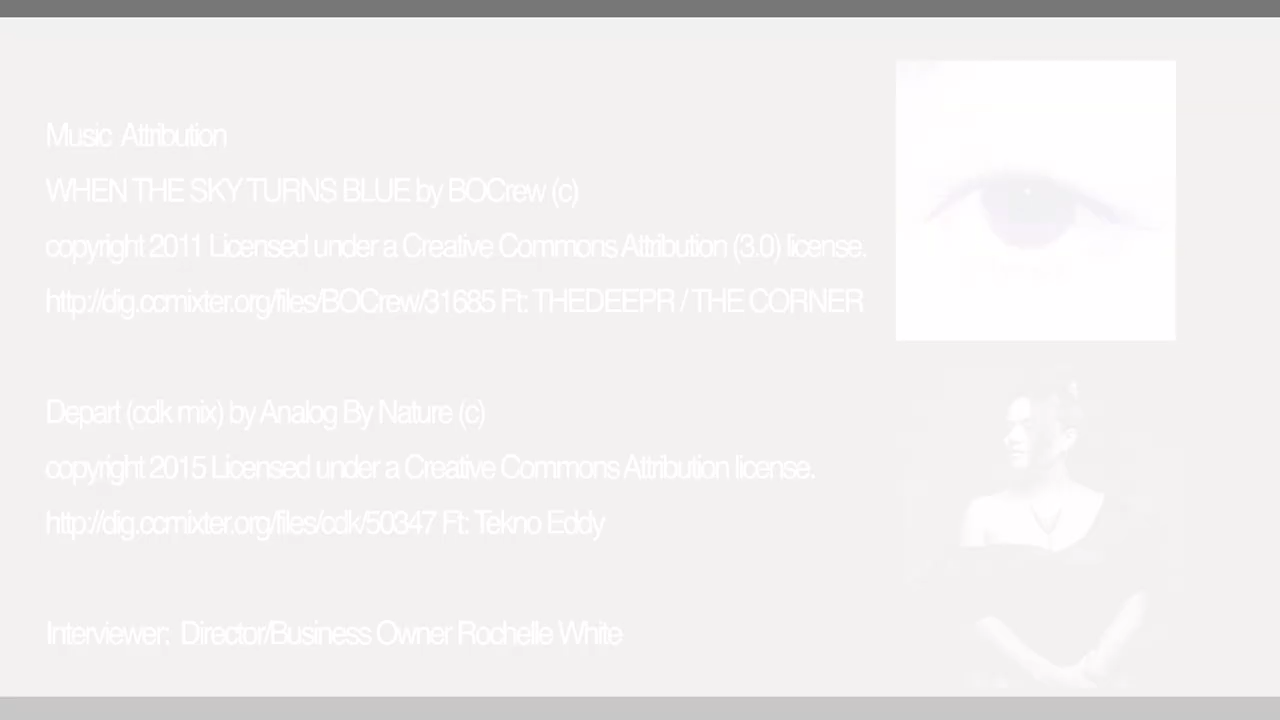 Music Attribution
WHEN THE SKY TURNS BLUE by BOCrew (c)
copyright 2011 Licensed under a Creative Commons Attribution (3.0) license.
http://dig.ccmixter.org/files/BOCrew/31685 Ft: THEDEEPR / THE CORNER
Depart (cdk mix) by Analog By Nature (c)
copyright 2015 Licensed under a Creative Commons Attribution license.
http://dig.ccmixter.org/files/cdk/50347 Ft: Tekno Eddy
Interviewer: Director/Business Owner Rochelle White